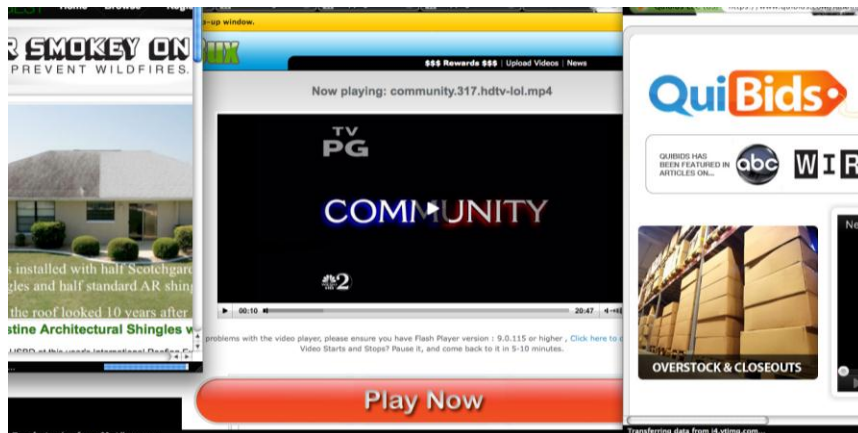 Home
R SMOKEY ON
PREVENT WILDFIRES.
installed with half Scotchgard
gles and half standard AR shing
the roof looked 10 years after
stine Architectural Shingles w
p-up window.
$$$ Rewards $$$ | Upload Videos | News
Now playing: community.317.hdtv-lol.mp4
TV
PG
COMMUNITY
2
00:10
20:47
problems with the video player, please ensure you have Flash Player version : 9.0.115 or higher , Click here to
Video Starts and Stops? Pause it, and come back to it in 5-10 minutes.
Play Now
QuiBids
QUIBIDS HAS
BEEN FEATURED IN
ARTICLES ON...
abc
WIR
Ne
OVERSTOCK & CLOSEOUTS
Transferring data from i4.ytimg.com...